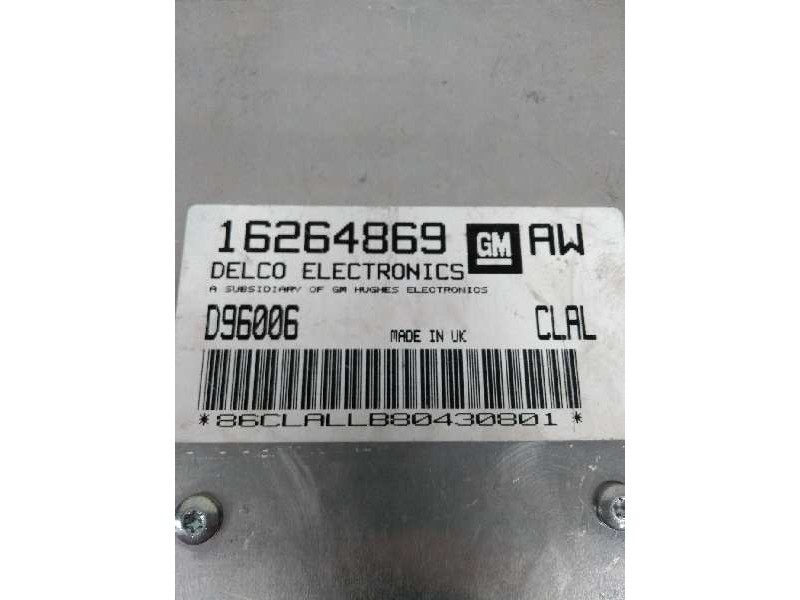 16264869 GM AW
DELCO ELECTRONICS
A SUBSIDIARY OF GM HUGHES ELECTRONICS
D96006 MADE IN UK CLAL
*86CLALLB80430801*